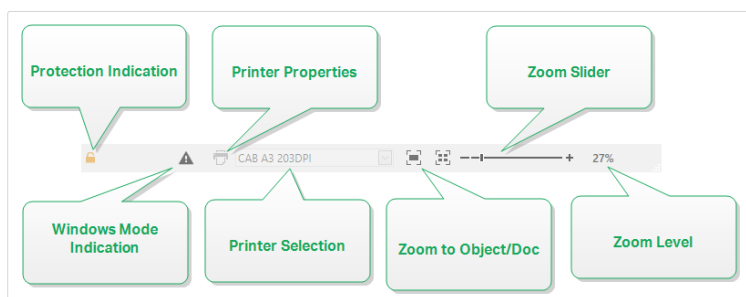 Protection Indication
Printer Properties
Zoom Slider
CAB A3 203DPI
27%
Windows Mode
Indication
Printer Selection
Zoom to Object/Doc
Zoom Level